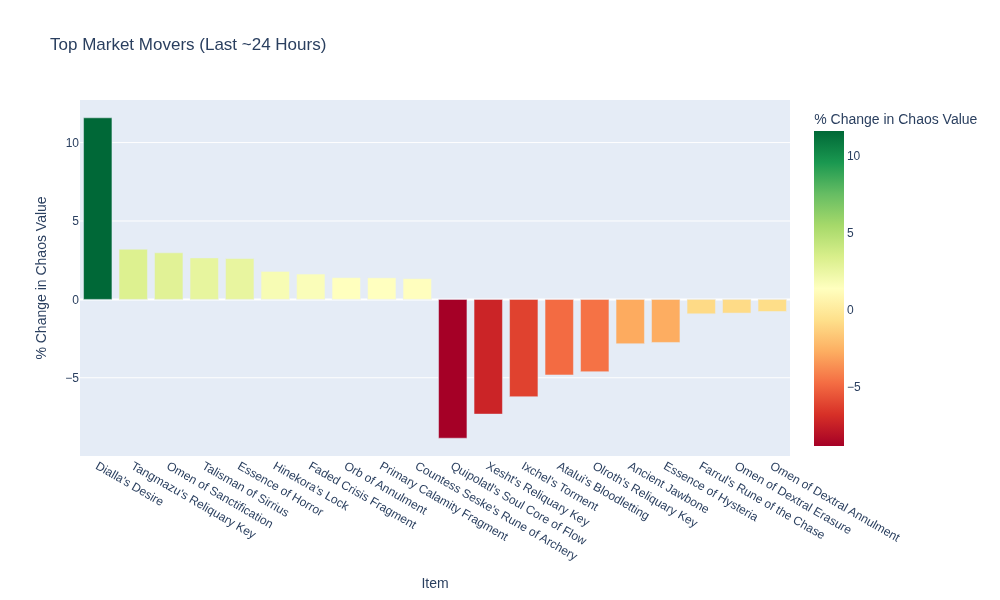 Top Market Movers (Last ~24 Hours)
% Change in Chaos Value
10
5
0
−5
% Change in Chaos Value
10
5
0
−5
Dialla's Desire
Tangmazu's Reliquary Key
Omen of Sanctification
Talisman of Sirrius
Essence of Horror
Hinekora's Lock
Faded Crisis Fragment
Orb of Annulment
Primary Calamity Fragment
Countess Seske's Rune of Archery
Quipolatl's Soul Core of Flow
Xesht's Reliquary Key
Ixchel's Torment
Atalui's Bloodletting
Olroth's Reliquary Key
Ancient Jawbone
Essence of Hysteria
Farrul's Rune of the Chase
Omen of Dextral Erasure
Omen of Dextral Annulment
Item